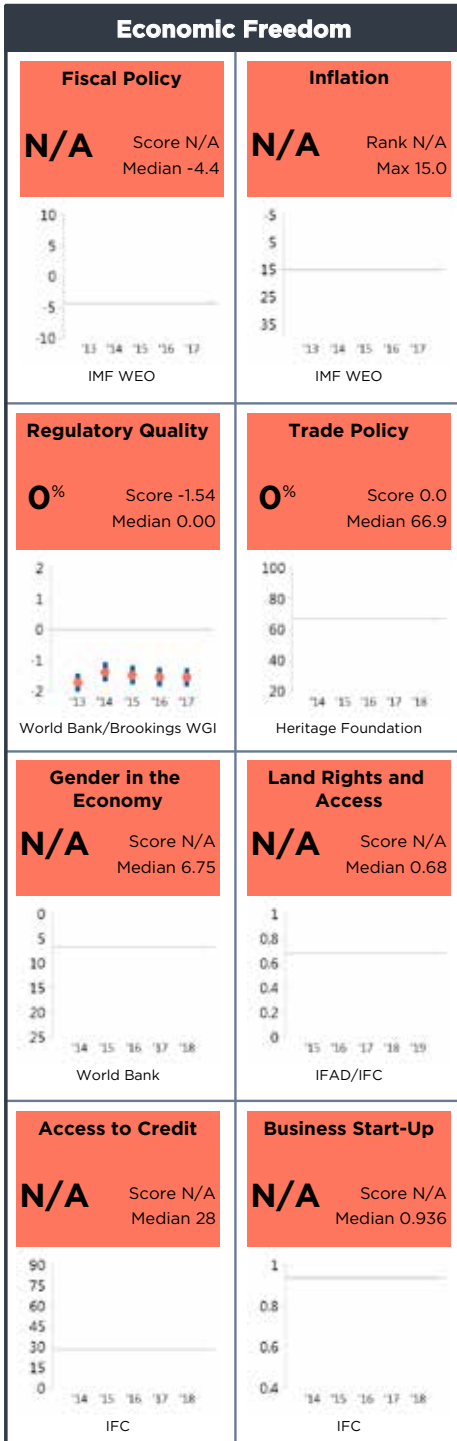 Economic Freedom
Fiscal Policy
N/A
Score N/A
Median -4.4
10
5
0
-5
-10
'13 '14 '15 '16 '17
IMF WEO
Inflation
N/A
Rank N/A
Max 15.0
-5
5
15
25
35
'13 '14 '15 '16 '17
IMF WEO
Regulatory Quality
0%
Score -1.54
Median 0.00
2
1
0
-1
-2
'13 '14 '15 '16 '17
World Bank/Brookings WGI
Trade Policy
0%
Score 0.0
Median 66.9
100
80
60
40
20
'14 '15 '16 '17 '18
Heritage Foundation
Gender in the
Economy
N/A
Score N/A
Median 6.75
0
5
10
15
20
25
'14 '15 '16 '17 '18
World Bank
Land Rights and
Access
N/A
Score N/A
Median 0.68
1
0.8
0.6
0.4
0.2
0
'15 '16 '17 '18 '19
IFAD/IFC
Access to Credit
N/A
Score N/A
Median 28
90
75
60
45
30
15
0
'14 '15 '16 '17 '18
IFC
Business Start-Up
N/A
Score N/A
Median 0.936
1
0.8
0.6
0.4
'14 '15 '16 '17 '18
IFC